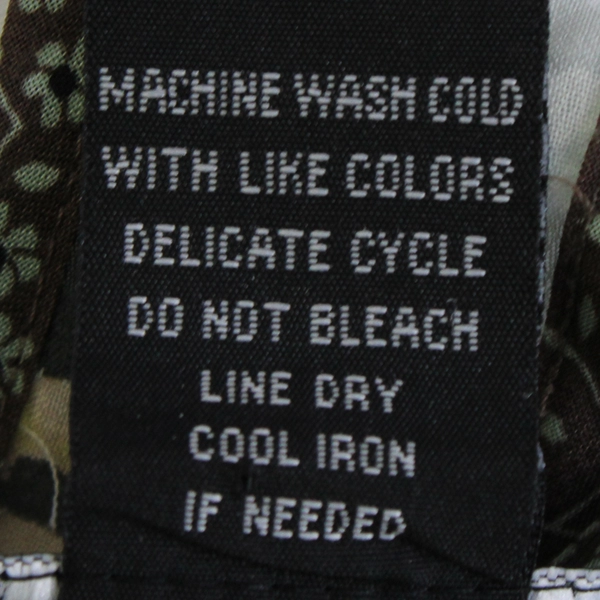 MACHINE WASH COLD
WITH LIKE COLORS
DELICATE CYCLE
DO NOT BLEACH
LINE DRY
COOL IRON
IF NEEDED